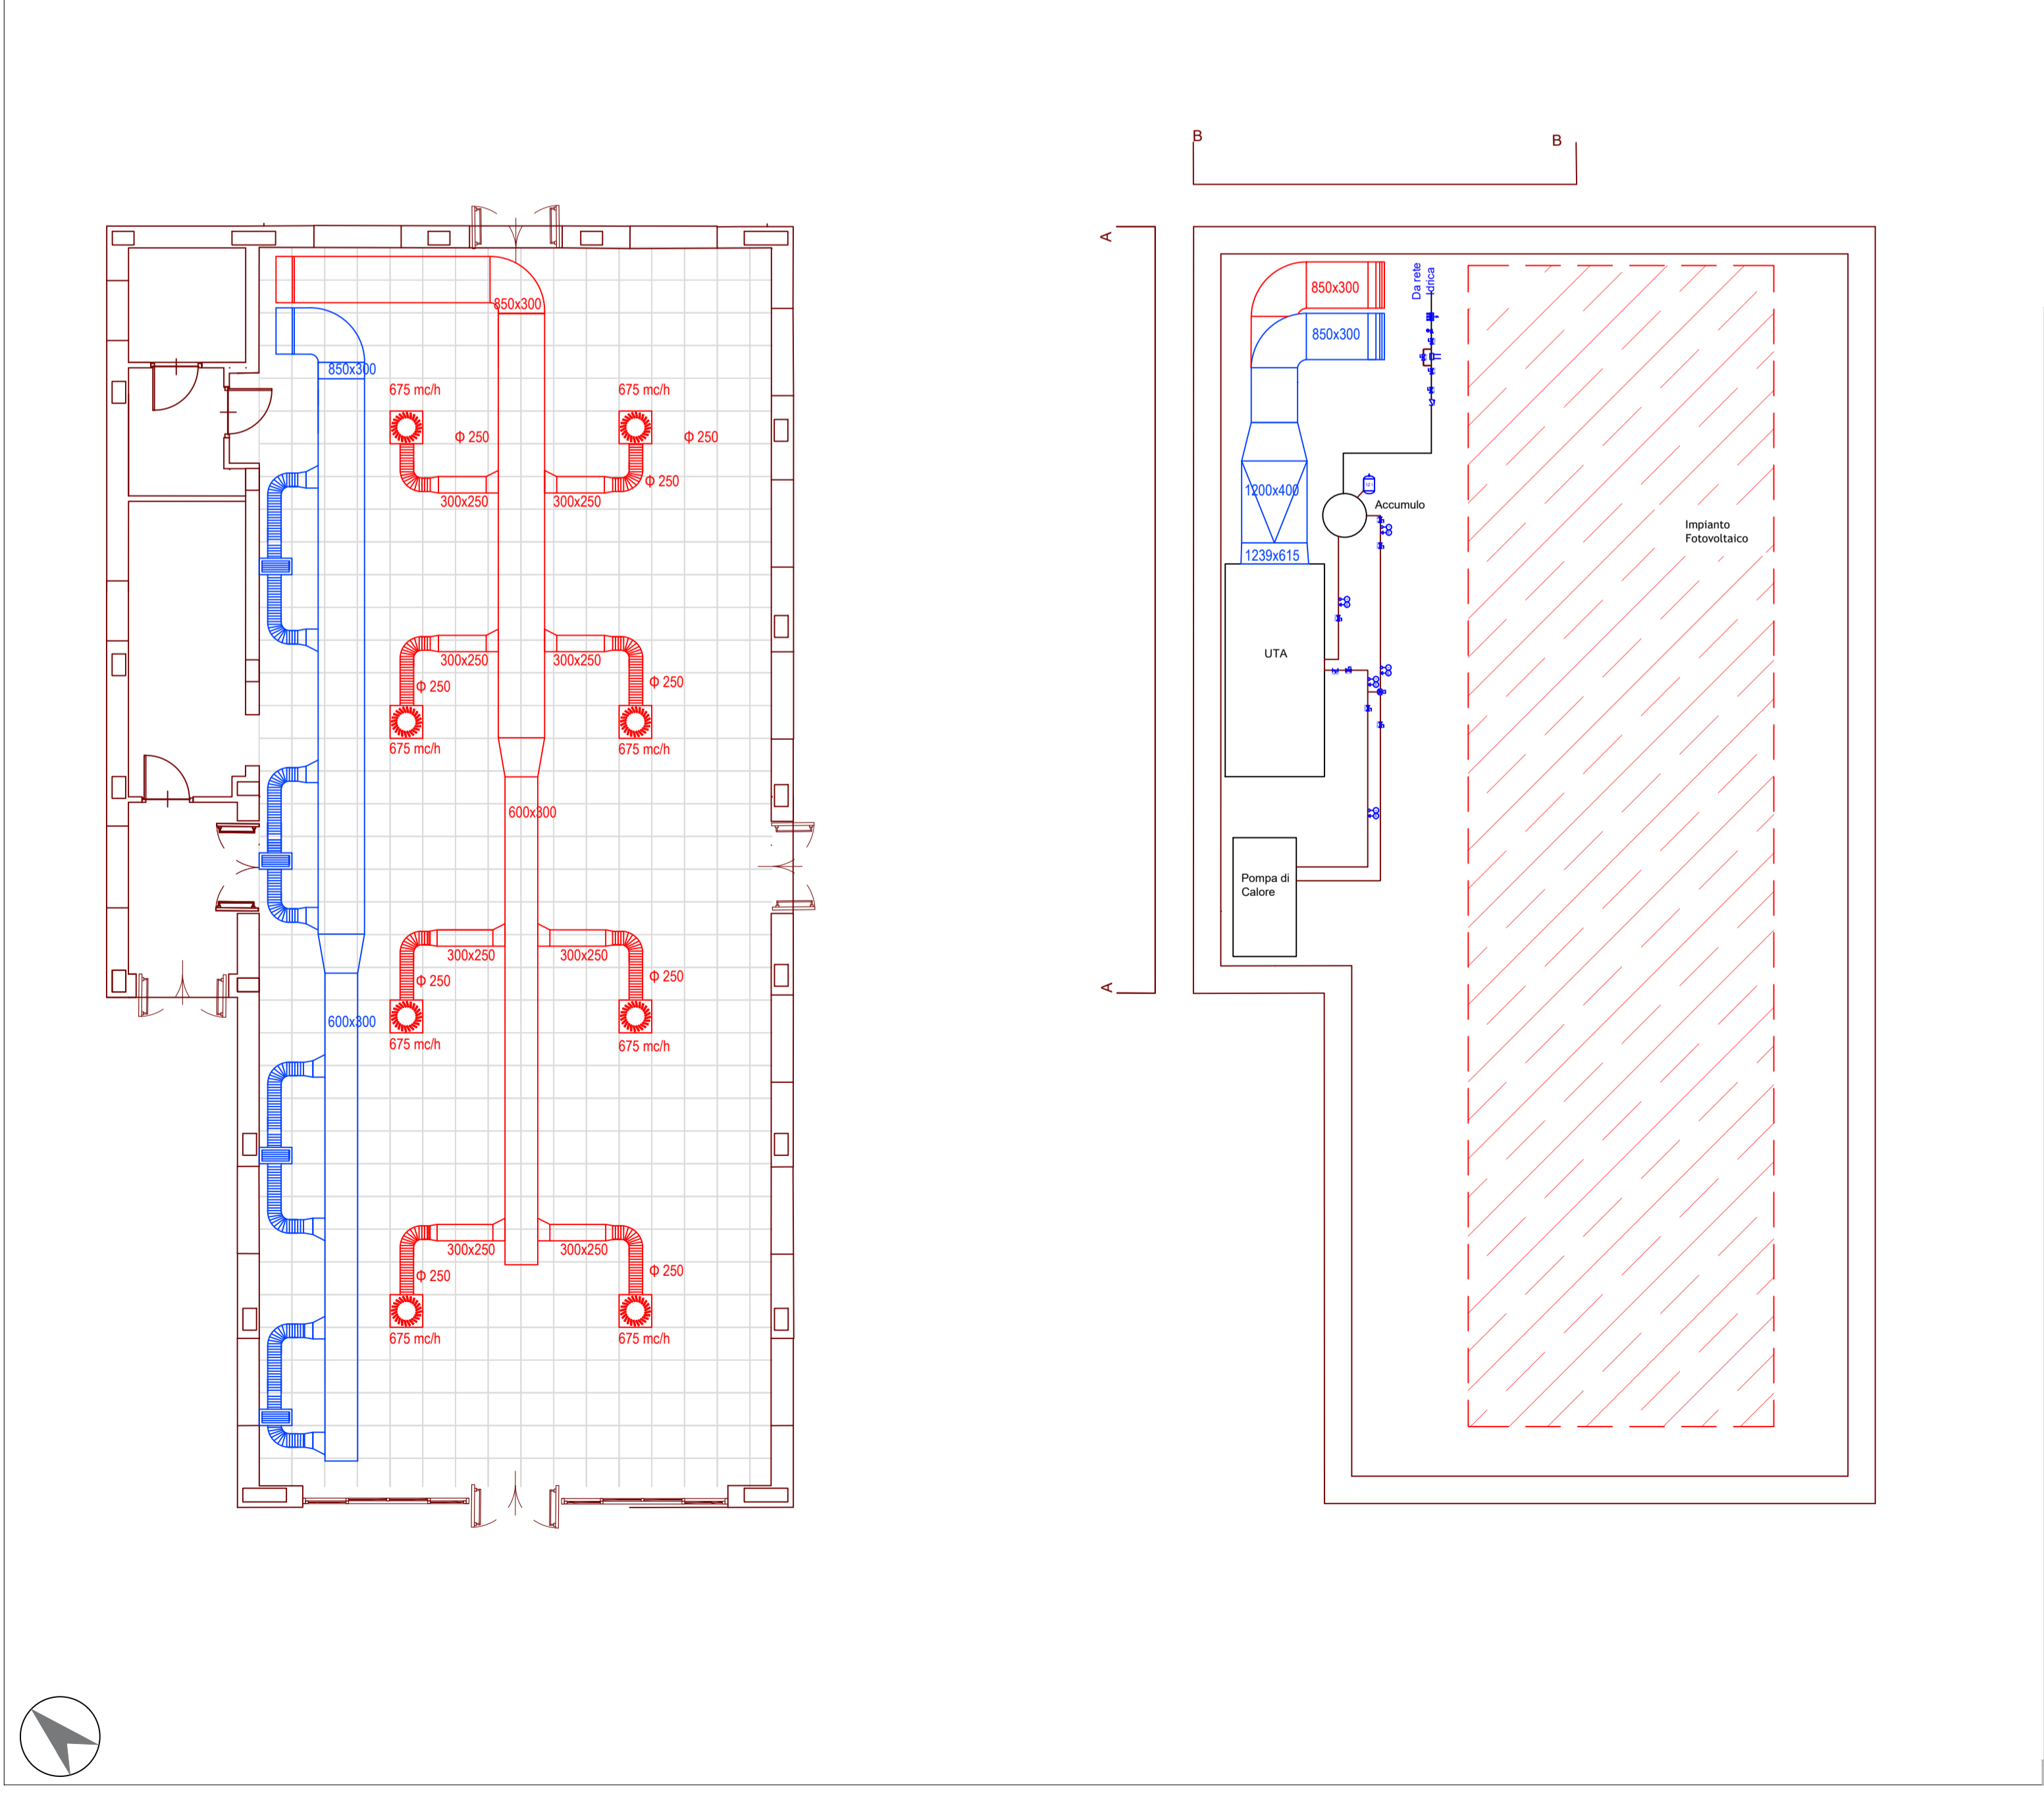 850x300
850x300
675 mc/h
675 mc/h
Φ 250
Φ 250
Φ 250
300x250
300x250
300x250
300x250
Φ 250
Φ 250
675 mc/h
675 mc/h
600x300
300x250
300x250
Φ 250
Φ 250
600x300
675 mc/h
675 mc/h
300x250
300x250
Φ 250
Φ 250
675 mc/h
675 mc/h
B
B
A
A
850x300
850x300
Da rete
Idrica
1200x400
Accumulo
1239x615
UTA
Pompa di
Calore
Impianto
Fotovoltaico